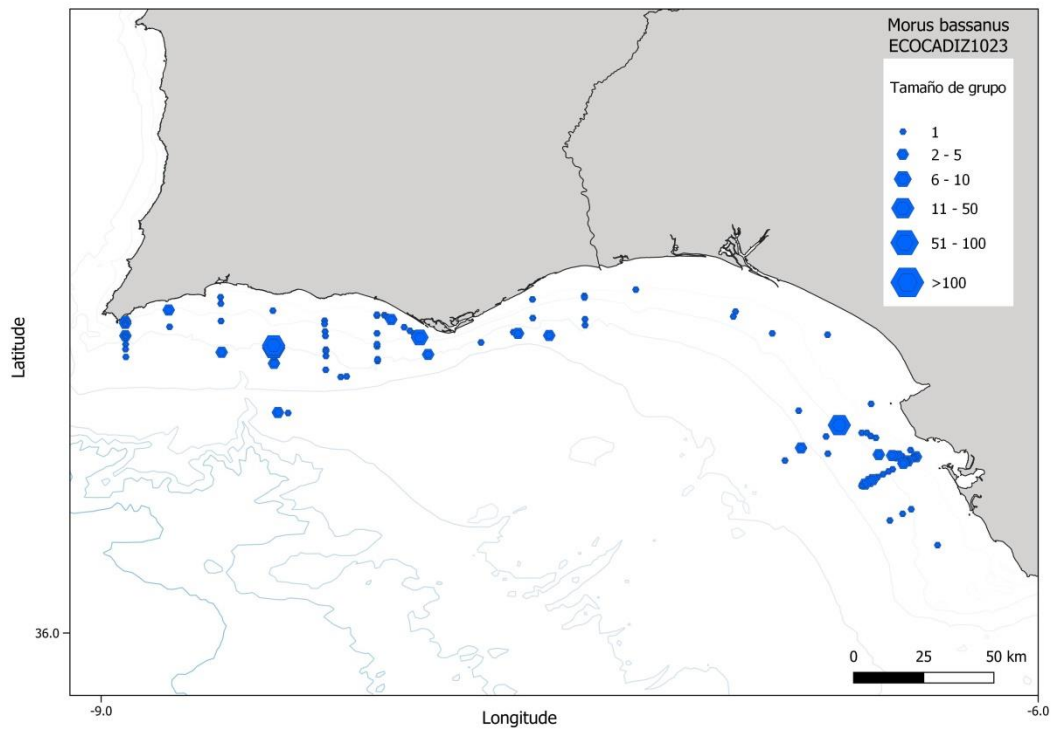 Morus bassanus
ECOCADIZ1023
Tamaño de grupo
1
2 - 5
6 - 10
11 - 50
51 - 100
>100
Latitude
36.0
0 25 50 km
-9.0
Longitude
-6.0